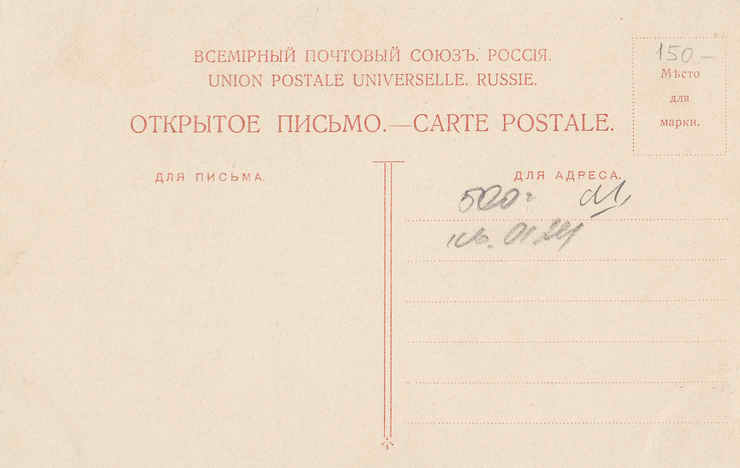 ВСЕМІРНЫЙ ПОЧТОВЫЙ СОЮЗЪ. РОССІЯ.
UNION POSTALE UNIVERSELLE. RUSSIE.
ОТКРЫТОЕ ПИСЬМО.—CARTE POSTALE.
150.—
Мѣсто
для
марки.
ДЛЯ ПИСЬМА.
ДЛЯ АДРЕСА.
500